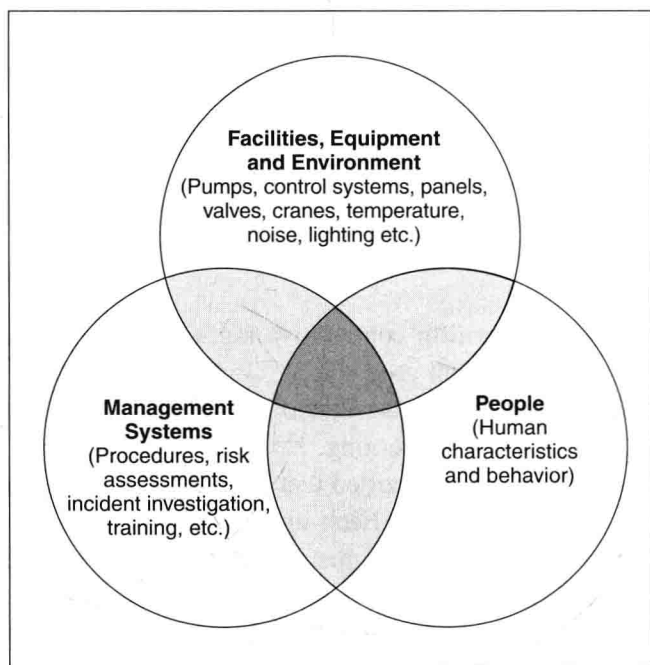 Facilities, Equipment
and Environment
(Pumps, control systems, panels,
valves, cranes, temperature,
noise, lighting etc.)
Management
Systems
(Procedures, risk
assessments,
incident investigation,
training, etc.)
People
(Human
characteristics
and behavior)